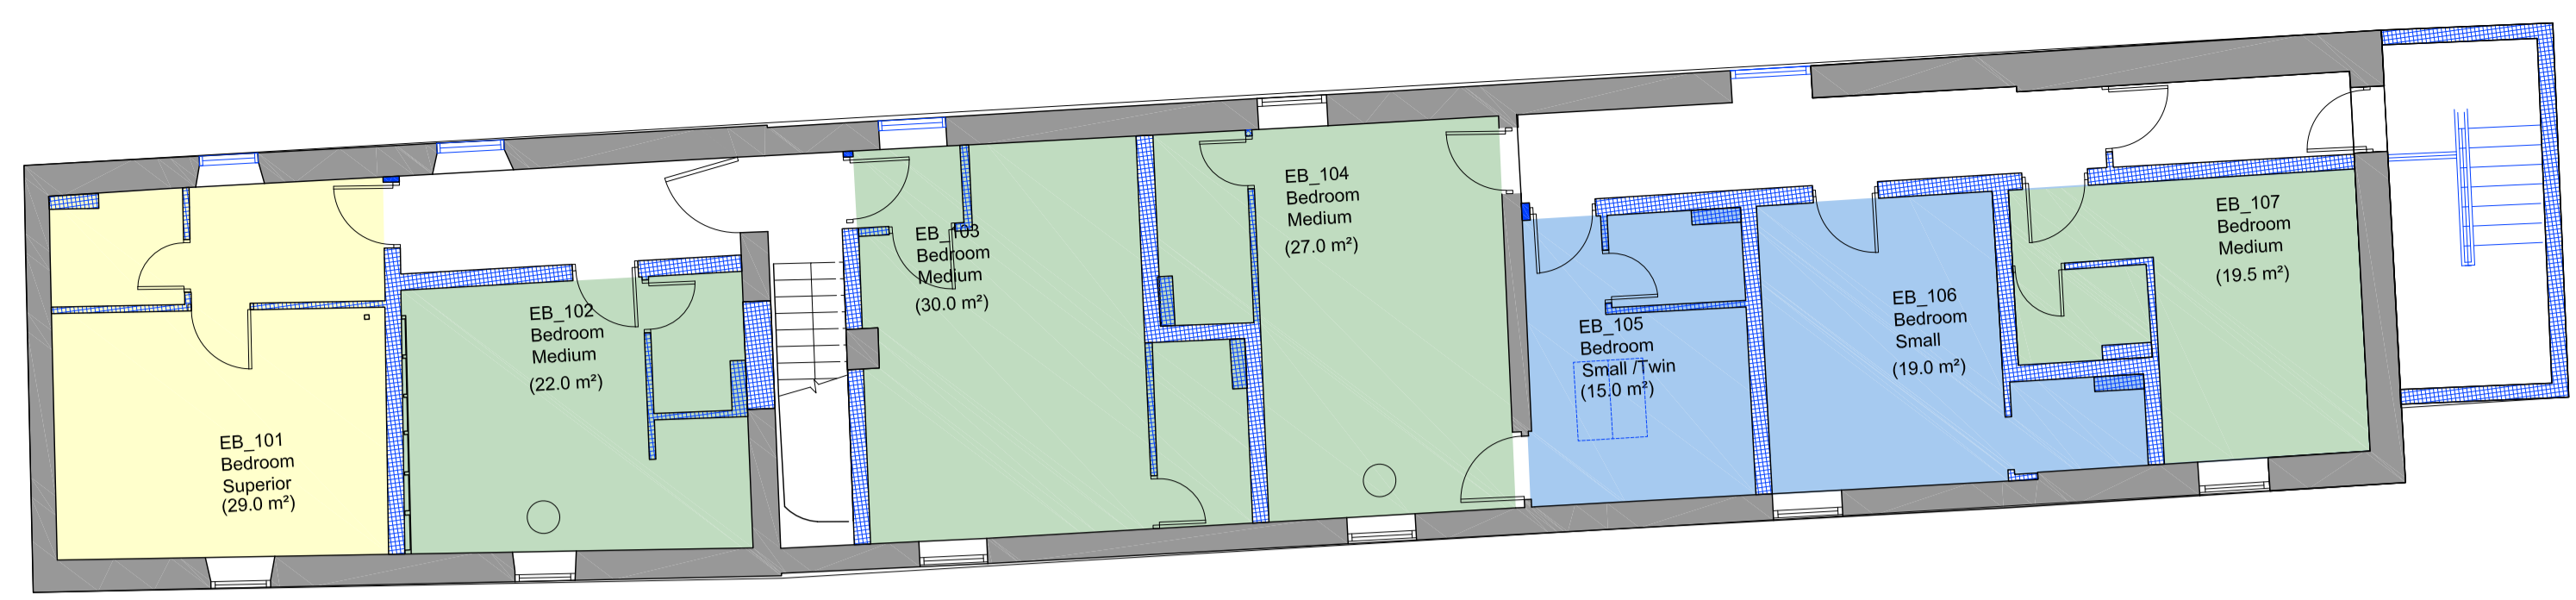 EB_101
Bedroom
Superior
(29.0 m²)
EB_102
Bedroom
Medium
(22.0 m²)
EB_103
Bedroom
Medium
(30.0 m²)
EB_104
Bedroom
Medium
(27.0 m²)
EB_105
Bedroom
Small /Twin
(15.0 m²)
EB_106
Bedroom
Small
(19.0 m²)
EB_107
Bedroom
Medium
(19.5 m²)